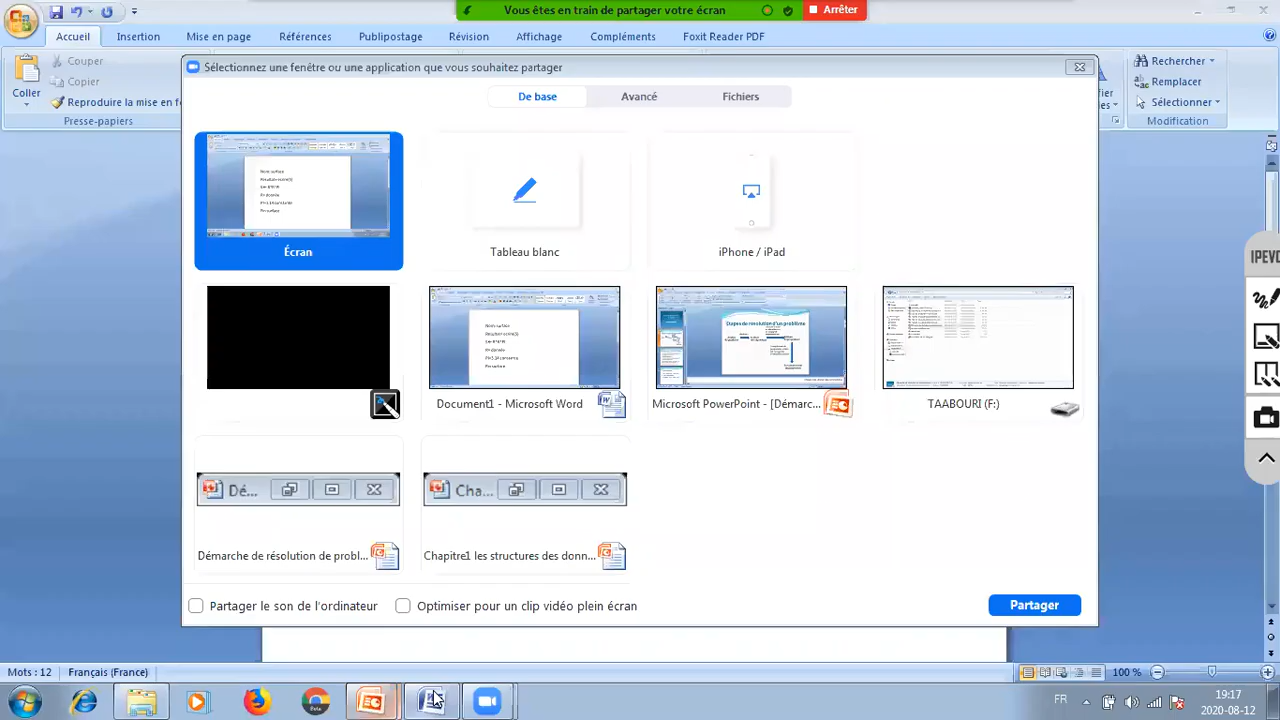 Vous êtes en train de partager votre écran
Arrêter
Accueil Insertion Mise en page Références Publipostage Révision Affichage Compléments Foxit Reader PDF
Couper
Copier
Coller
Reproduire la mise en f
Presse-papiers
Rechercher
Remplacer
Sélectionner
Modification
Sélectionnez une fenêtre ou une application que vous souhaitez partager
De base Avancé Fichiers
Écran Tableau blanc iPhone / iPad
Document1 - Microsoft Word Microsoft PowerPoint - [Démarc... TAABOURI (F:)
Dé... Cha...
Démarche de résolution de probl... Chapitre1 les structures des donn...
Partager le son de l'ordinateur Optimiser pour un clip vidéo plein écran Partager
IPEVO
Mots : 12 Français (France) 100 %
FR 19:17
2020-08-12